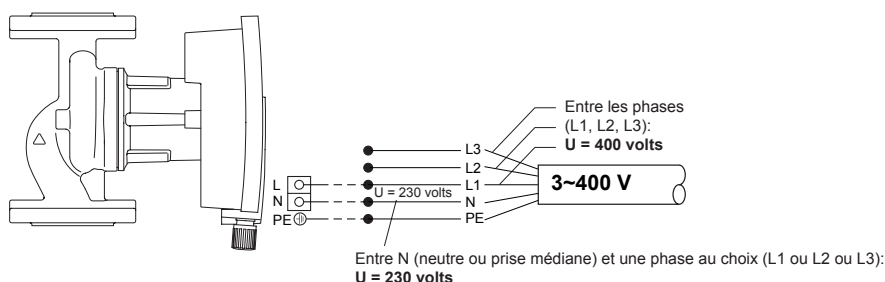 Entre les phases
(L1, L2, L3):
U = 400 volts
L3
L2
L1
N
PE
3~400 V
L
N
PE
U = 230 volts
Entre N (neutre ou prise médiane) et une phase au choix (L1 ou L2 ou L3):
U = 230 volts